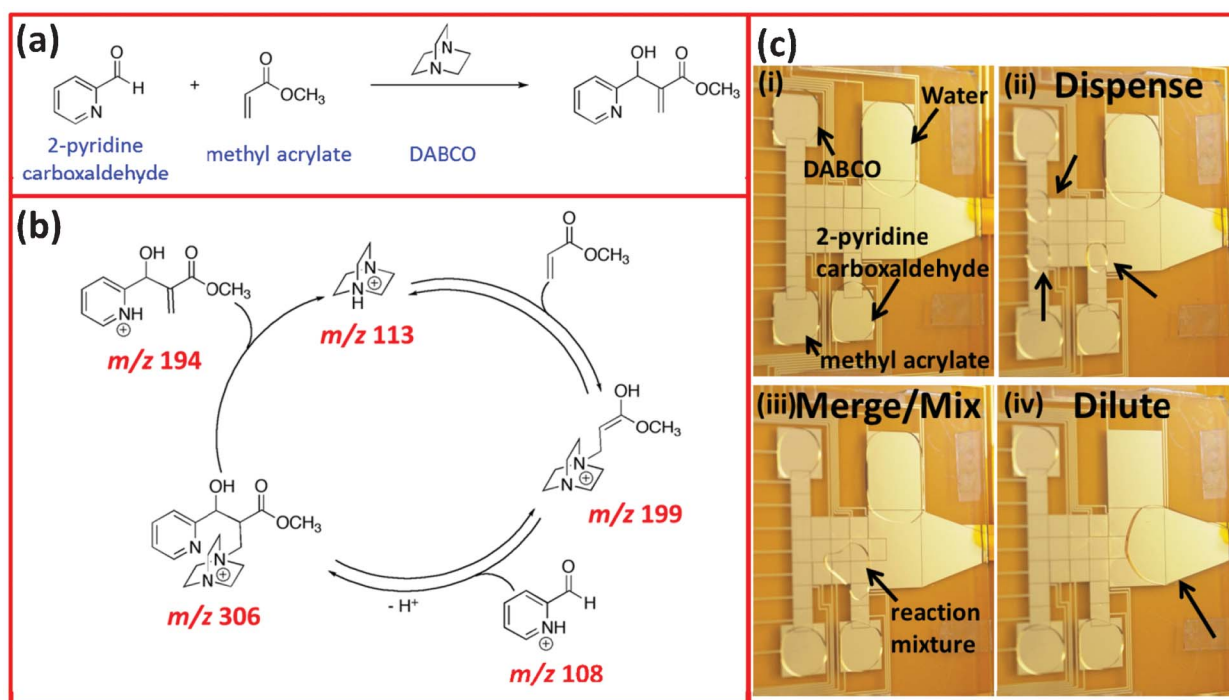 (a)
O
H
N
2-pyridine
carboxaldehyde
+
O
OCH3
methyl acrylate
N
N
DABCO
OH O
N
OCH3
(b)
OH O
OCH3
NH
+
m/z 194
N
+
N
H
m/z 113
O
OCH3
OH
OCH3
N
N
+
m/z 199
OH O
OCH3
N
N
N
+
m/z 306
- H+
O
H
NH
+
m/z 108
(c)
(i)
Water
DABCO
2-pyridine
carboxaldehyde
methyl acrylate
(ii) Dispense
(iii) Merge/Mix
reaction
mixture
(iv) Dilute